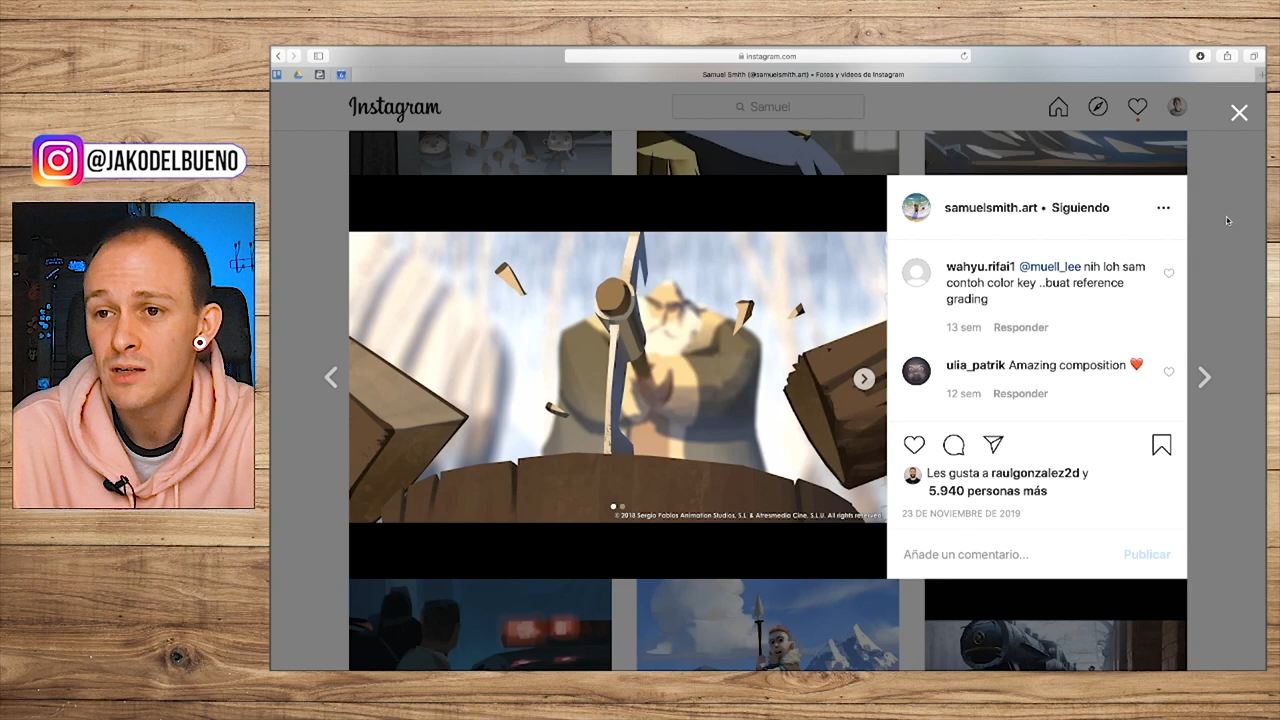 instagram.com
Samuel Smith (@samuelsmith.art) • Fotos y videos de Instagram
Instagram
Samuel
@JAKODELBUENO
samuelsmith.art • Siguiendo
wahyu.rifai1 @muell_lee nih loh sam
contoh color key ..buat reference
grading
13 sem Responder
ulia_patrik Amazing composition ❤️
12 sem Responder
Les gusta a raulgonzalez2d y
5.940 personas más
23 DE NOVIEMBRE DE 2019
© 2018 Sergio Pablos Animation Studios, S.L & Atresmedia Cine, S.L.U. All rights reserved.
Añade un comentario... Publicar